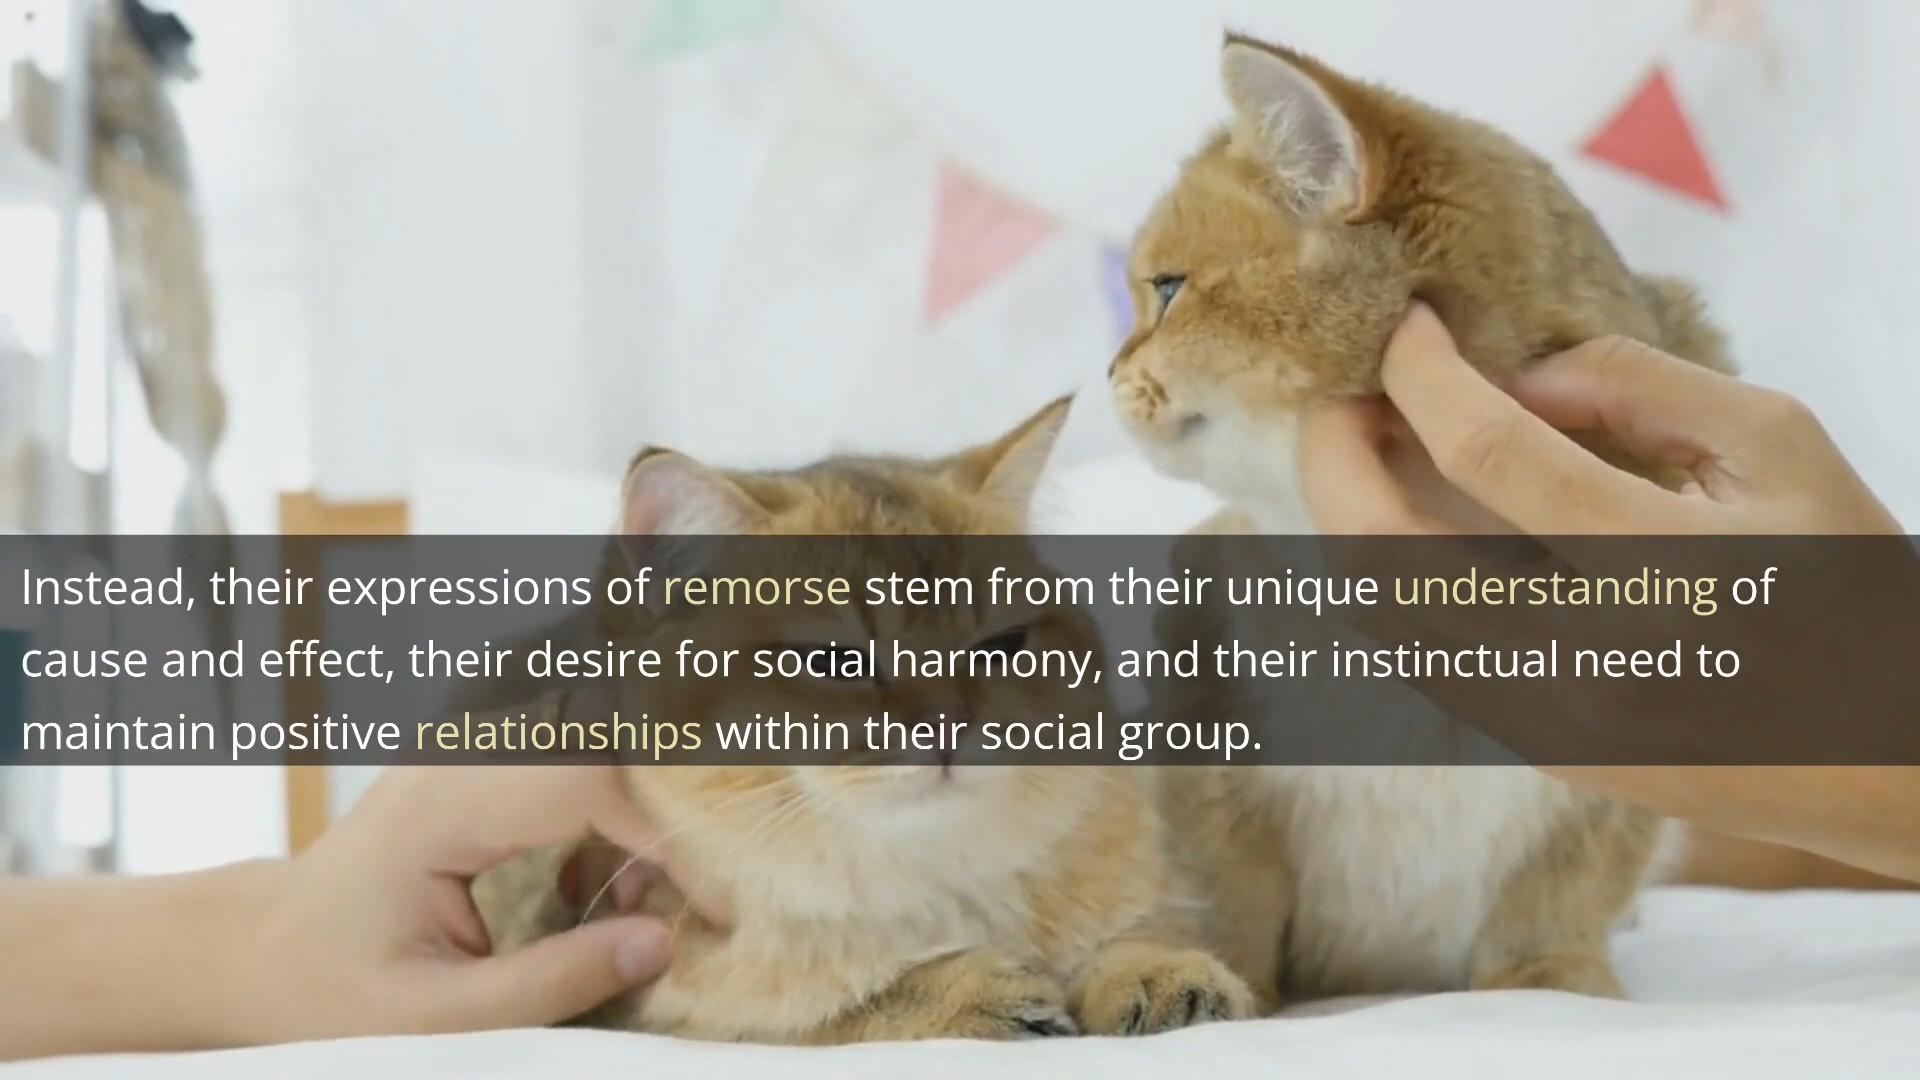 Instead, their expressions of remorse stem from their unique understanding of
cause and effect, their desire for social harmony, and their instinctual need to
maintain positive relationships within their social group.